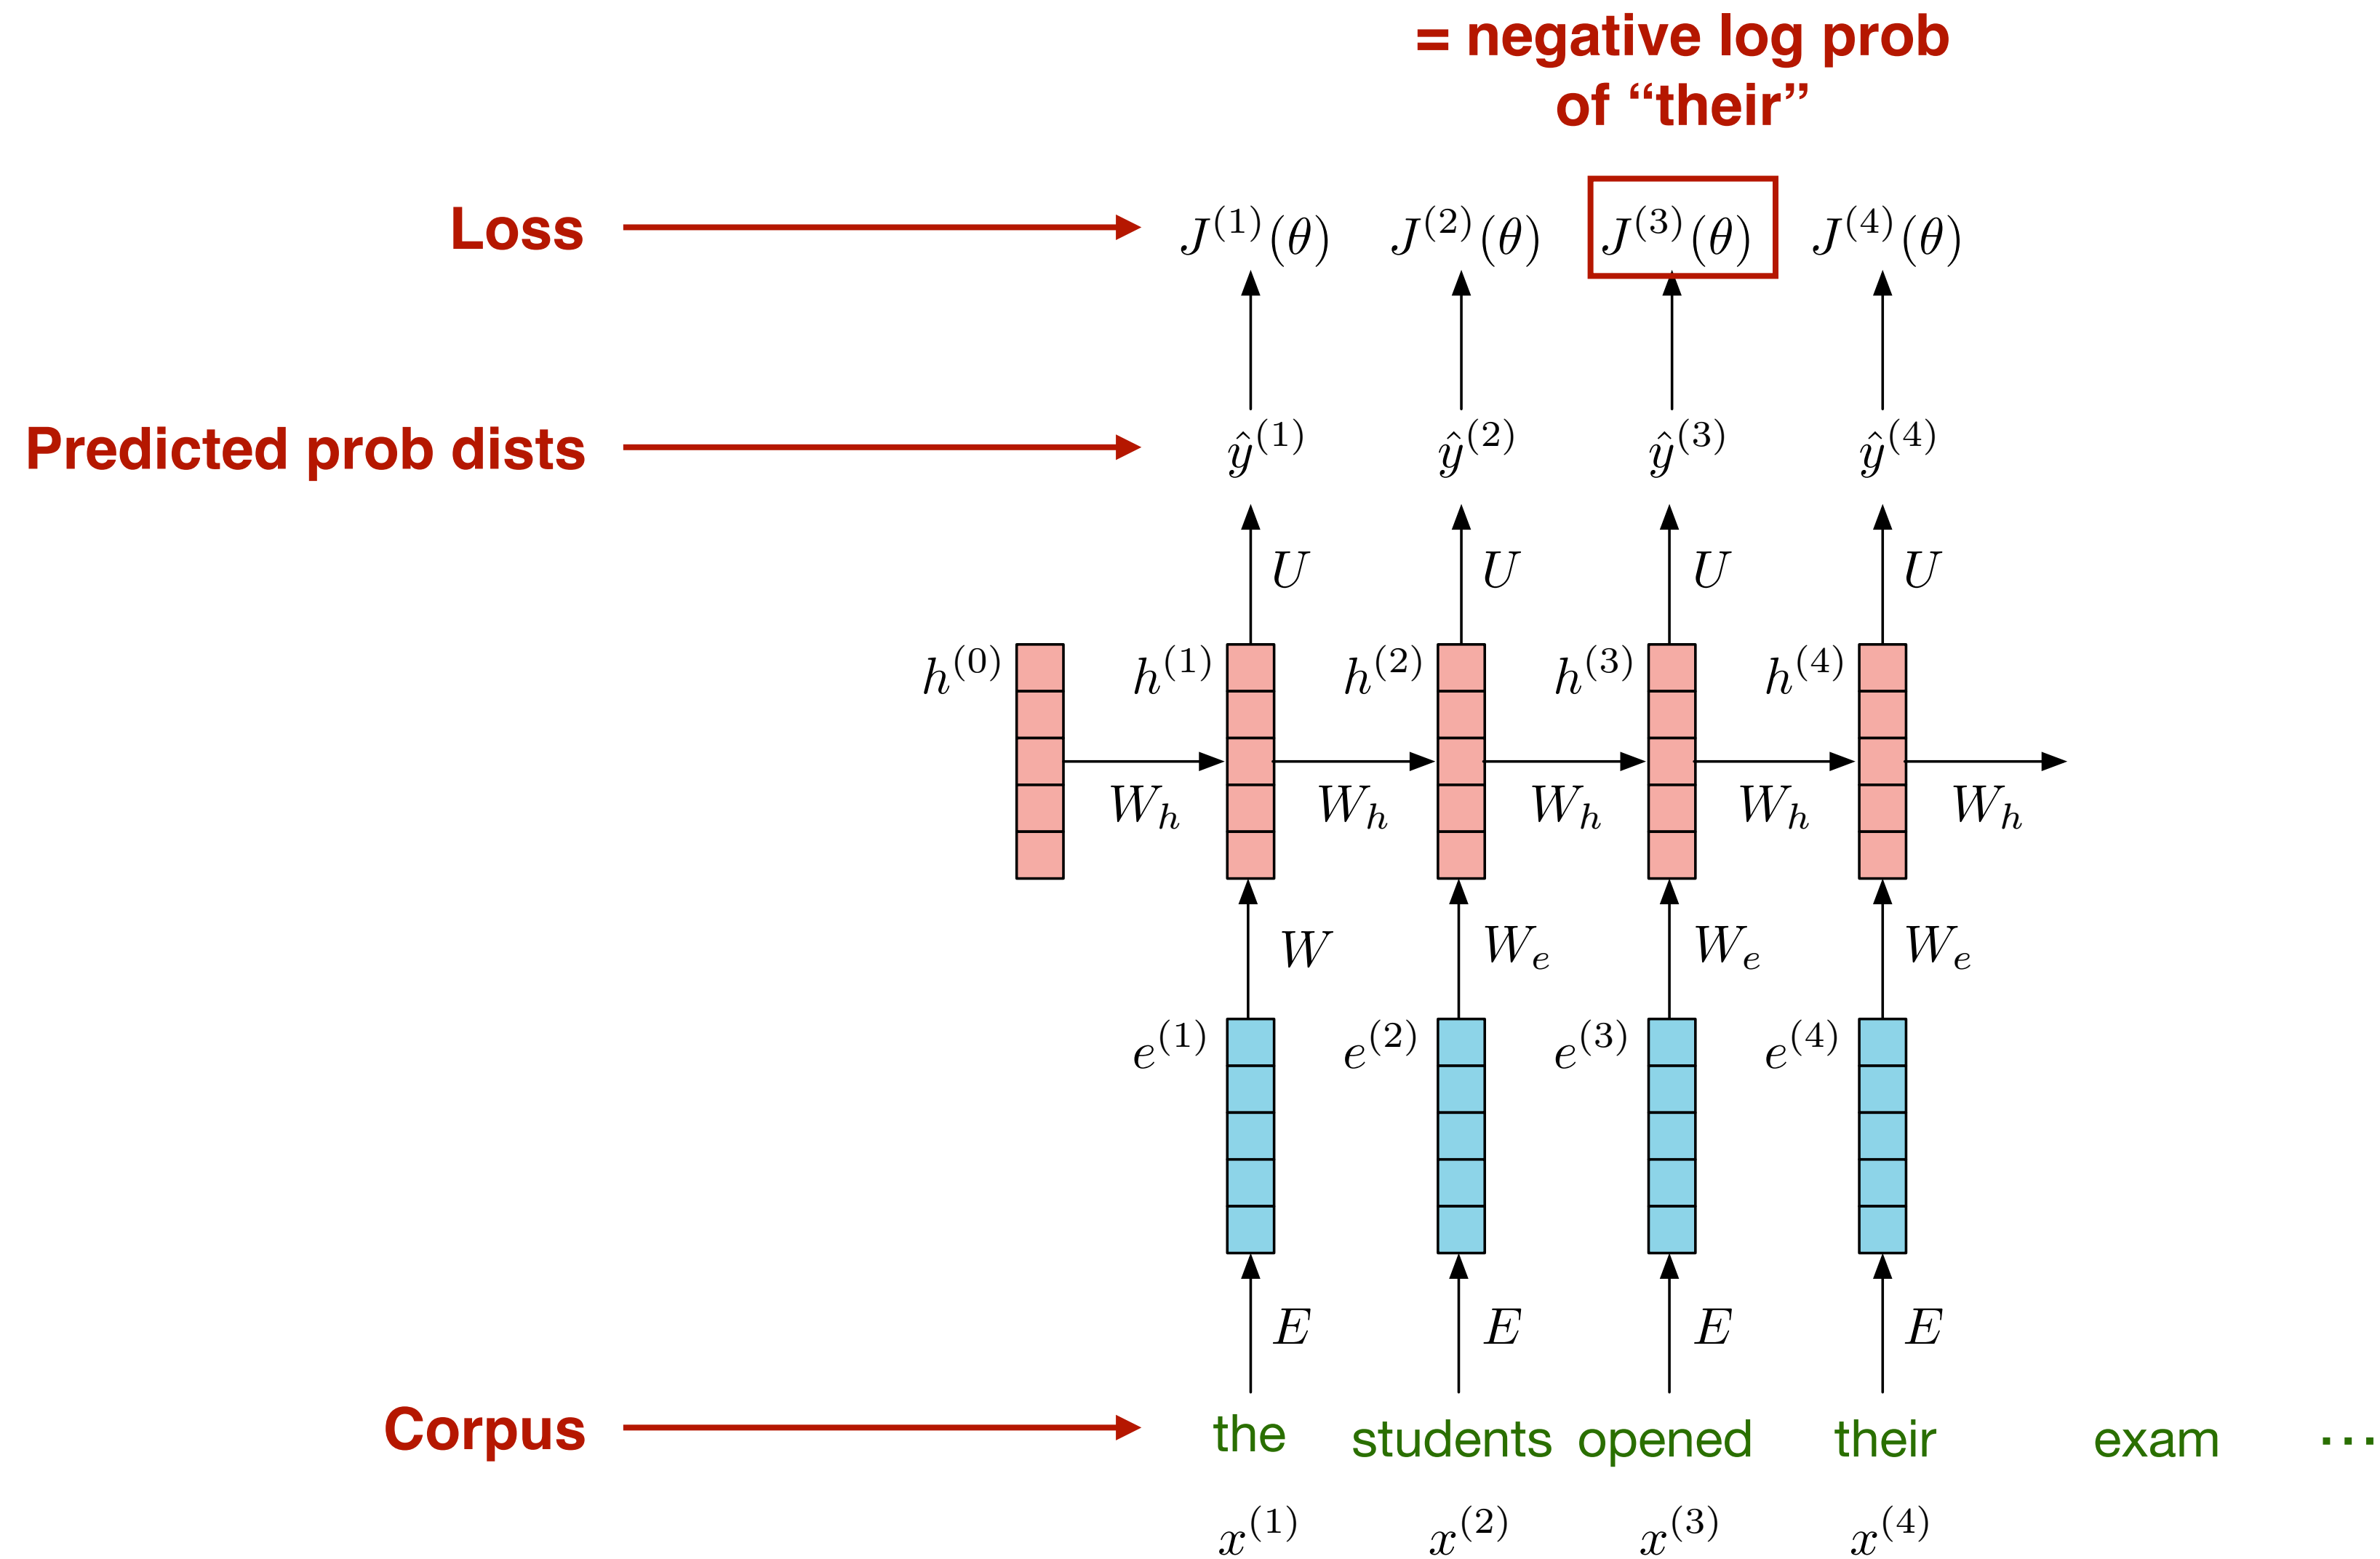 = negative log prob
of “their”
Loss J^(1)(θ) J^(2)(θ) J^(3)(θ) J^(4)(θ)
Predicted prob dists ŷ^(1) ŷ^(2) ŷ^(3) ŷ^(4)
U U U U
h^(0) h^(1) h^(2) h^(3) h^(4)
W_h W_h W_h W_h W_h
W W_e W_e W_e
e^(1) e^(2) e^(3) e^(4)
E E E E
Corpus the students opened their exam ...
x^(1) x^(2) x^(3) x^(4)